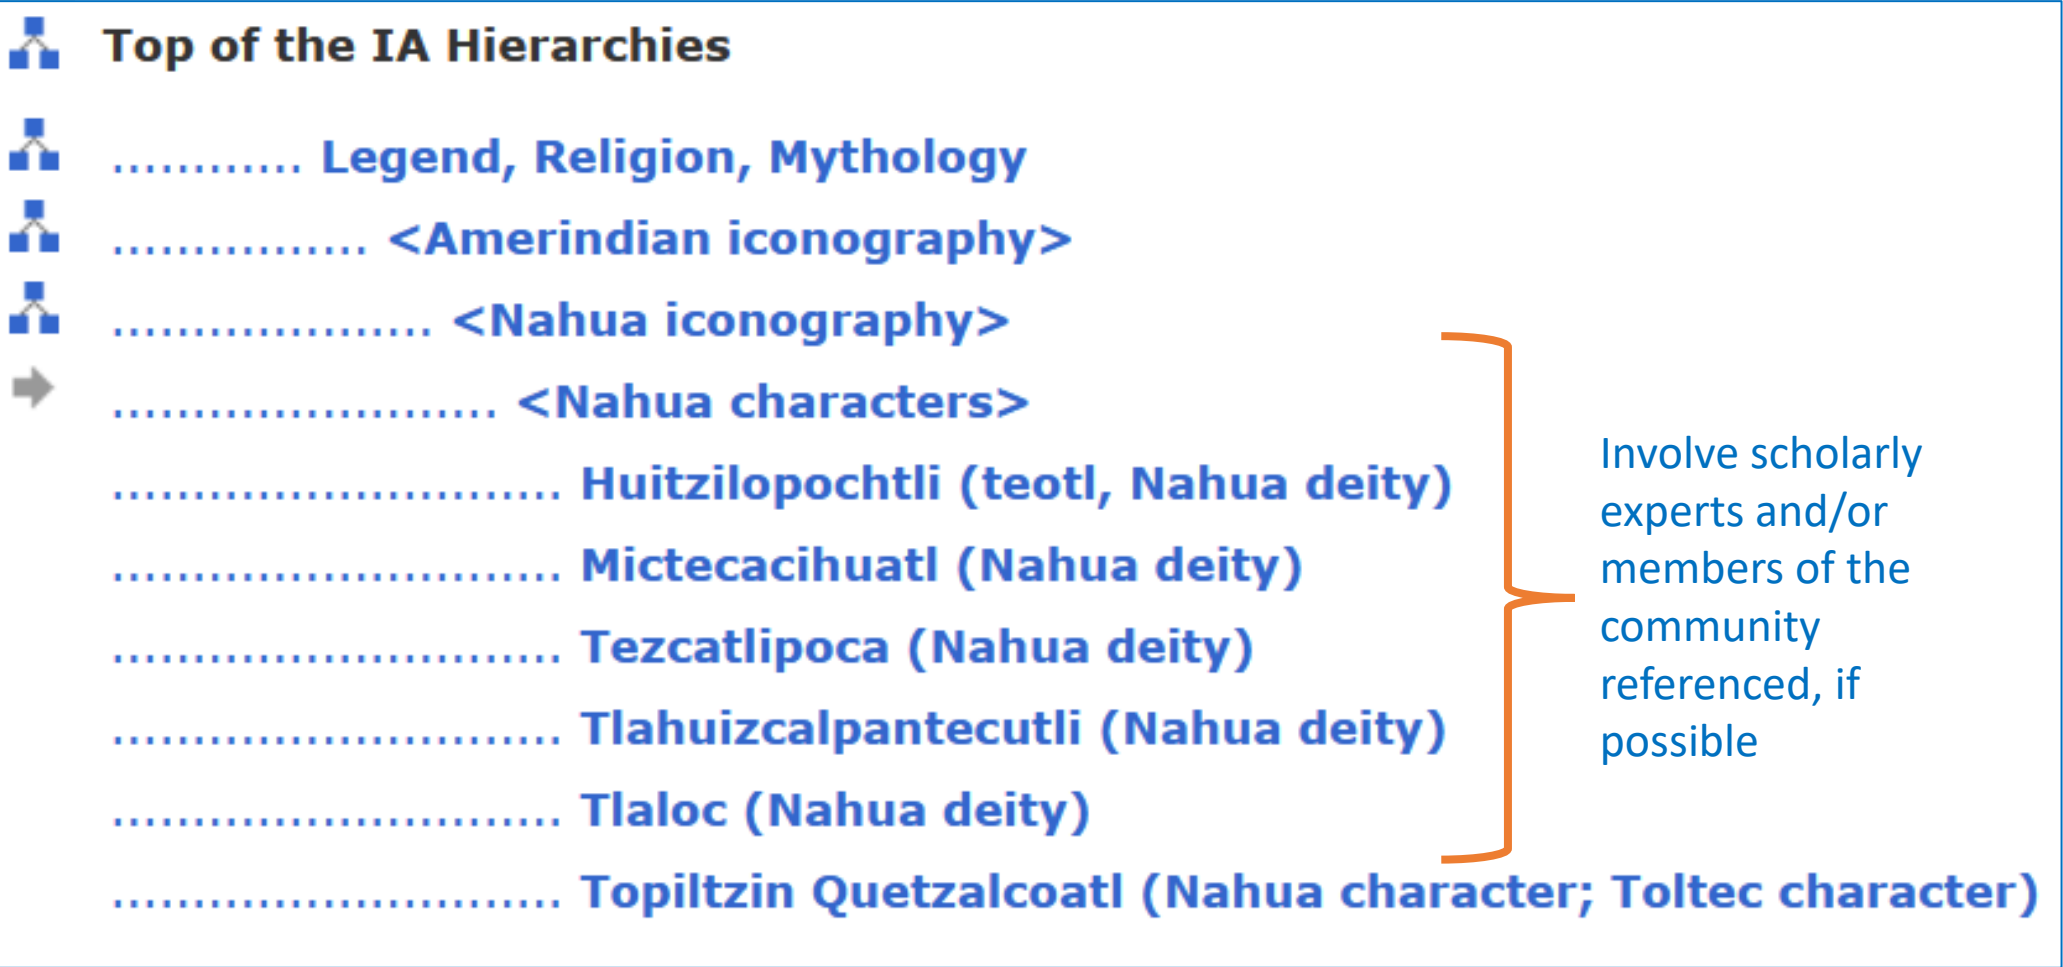 Top of the IA Hierarchies
............ Legend, Religion, Mythology
................ <Amerindian iconography>
.................... <Nahua iconography>
........................ <Nahua characters>
............................ Huitzilopochtli (teotl, Nahua deity)
............................ Mictecacihuatl (Nahua deity)
............................ Tezcatlipoca (Nahua deity)
............................ Tlahuizcalpantecutli (Nahua deity)
............................ Tlaloc (Nahua deity)
............................ Topiltzin Quetzalcoatl (Nahua character; Toltec character)
Involve scholarly
experts and/or
members of the
community
referenced, if
possible